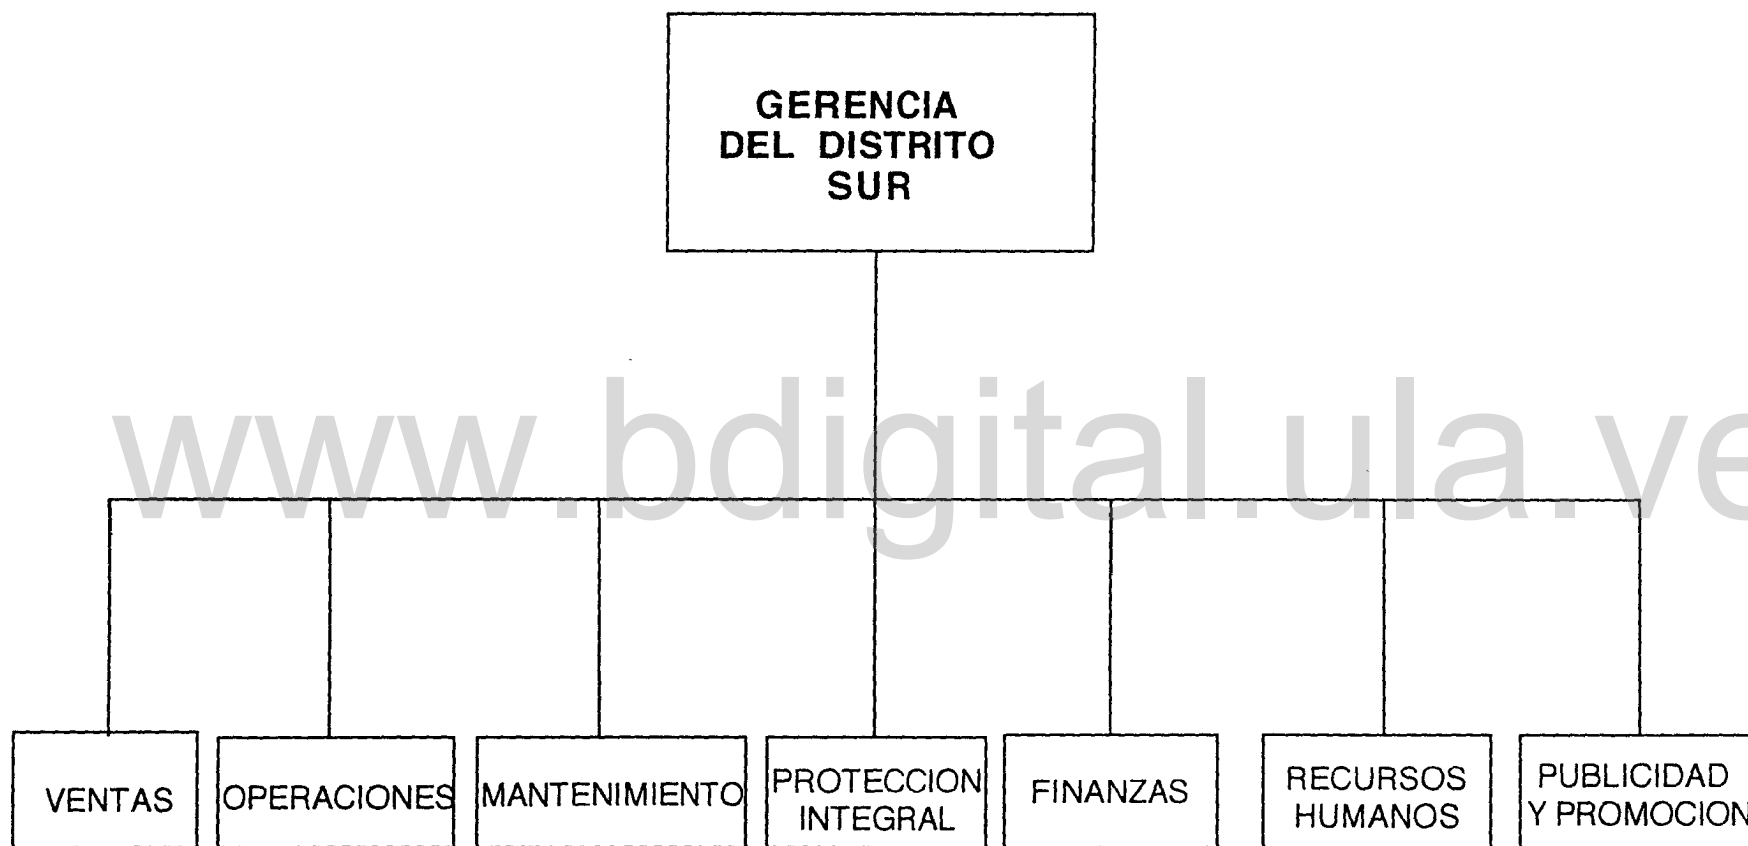 GERENCIA
DEL DISTRITO
SUR
www.bdigital.ula.ve
VENTAS
OPERACIONES
MANTENIMIENTO
PROTECCION
INTEGRAL
FINANZAS
RECURSOS
HUMANOS
PUBLICIDAD
Y PROMOCION